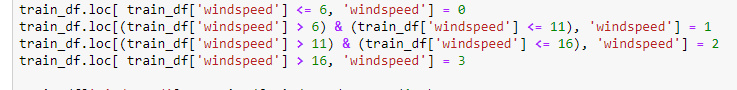 train_df.loc[ train_df['windspeed'] <= 6, 'windspeed'] = 0
train_df.loc[(train_df['windspeed'] > 6) & (train_df['windspeed'] <= 11), 'windspeed'] = 1
train_df.loc[(train_df['windspeed'] > 11) & (train_df['windspeed'] <= 16), 'windspeed'] = 2
train_df.loc[ train_df['windspeed'] > 16, 'windspeed'] = 3